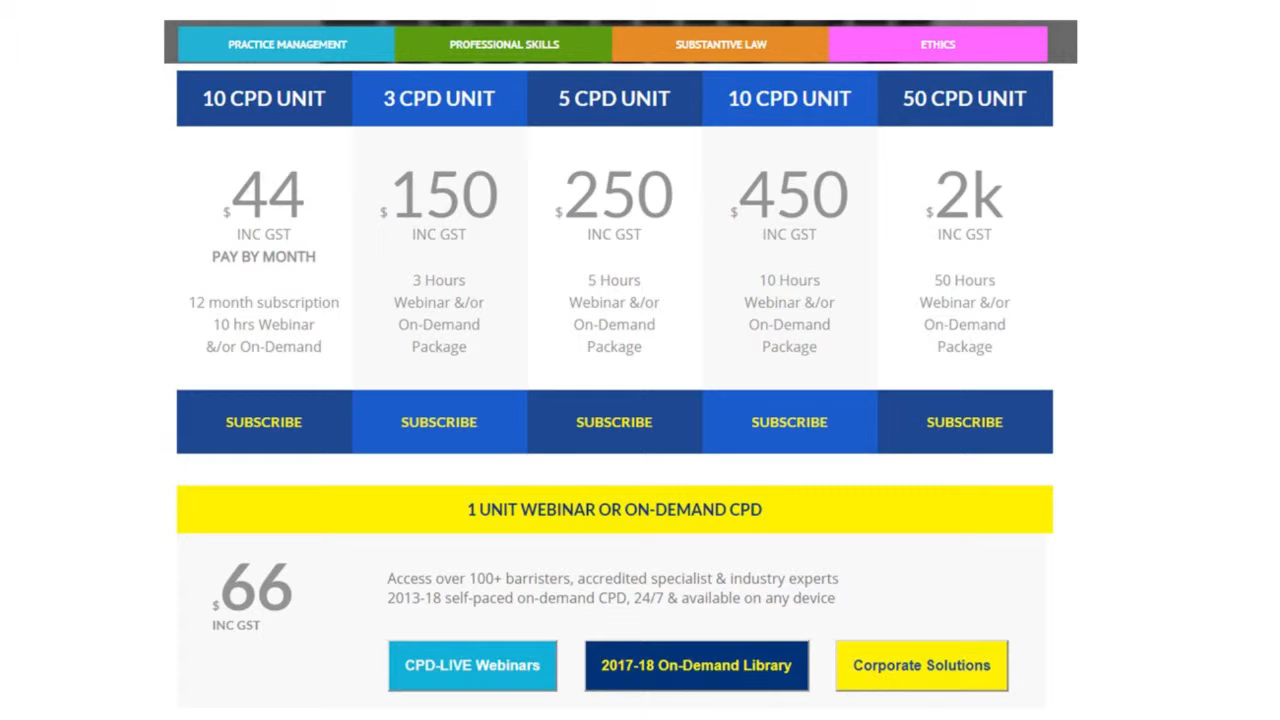 PRACTICE MANAGEMENT
PROFESSIONAL SKILLS
SUBSTANTIVE LAW
ETHICS
10 CPD UNIT
$44
INC GST
PAY BY MONTH
12 month subscription
10 hrs Webinar
&/or On-Demand
SUBSCRIBE
3 CPD UNIT
$150
INC GST
3 Hours
Webinar &/or
On-Demand
Package
SUBSCRIBE
5 CPD UNIT
$250
INC GST
5 Hours
Webinar &/or
On-Demand
Package
SUBSCRIBE
10 CPD UNIT
$450
INC GST
10 Hours
Webinar &/or
On-Demand
Package
SUBSCRIBE
50 CPD UNIT
$2k
INC GST
50 Hours
Webinar &/or
On-Demand
Package
SUBSCRIBE
1 UNIT WEBINAR OR ON-DEMAND CPD
$66
INC GST
Access over 100+ barristers, accredited specialist & industry experts
2013-18 self-paced on-demand CPD, 24/7 & available on any device
CPD-LIVE Webinars
2017-18 On-Demand Library
Corporate Solutions